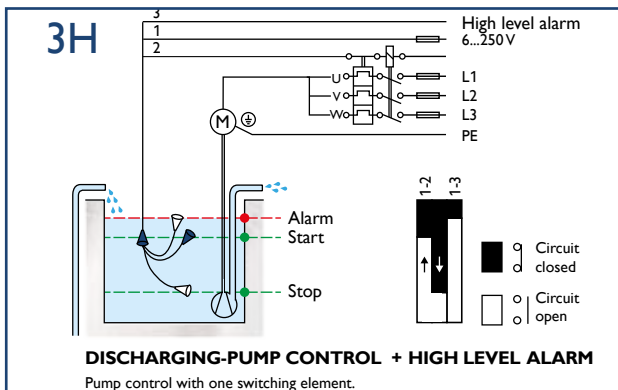 3H
3
High level alarm
1
6...250 V
2
U
L1
V
L2
W
L3
M
PE
1-2
1-3
Alarm
Start
Stop
Circuit
closed
Circuit
open
DISCHARGING-PUMP CONTROL + HIGH LEVEL ALARM
Pump control with one switching element.